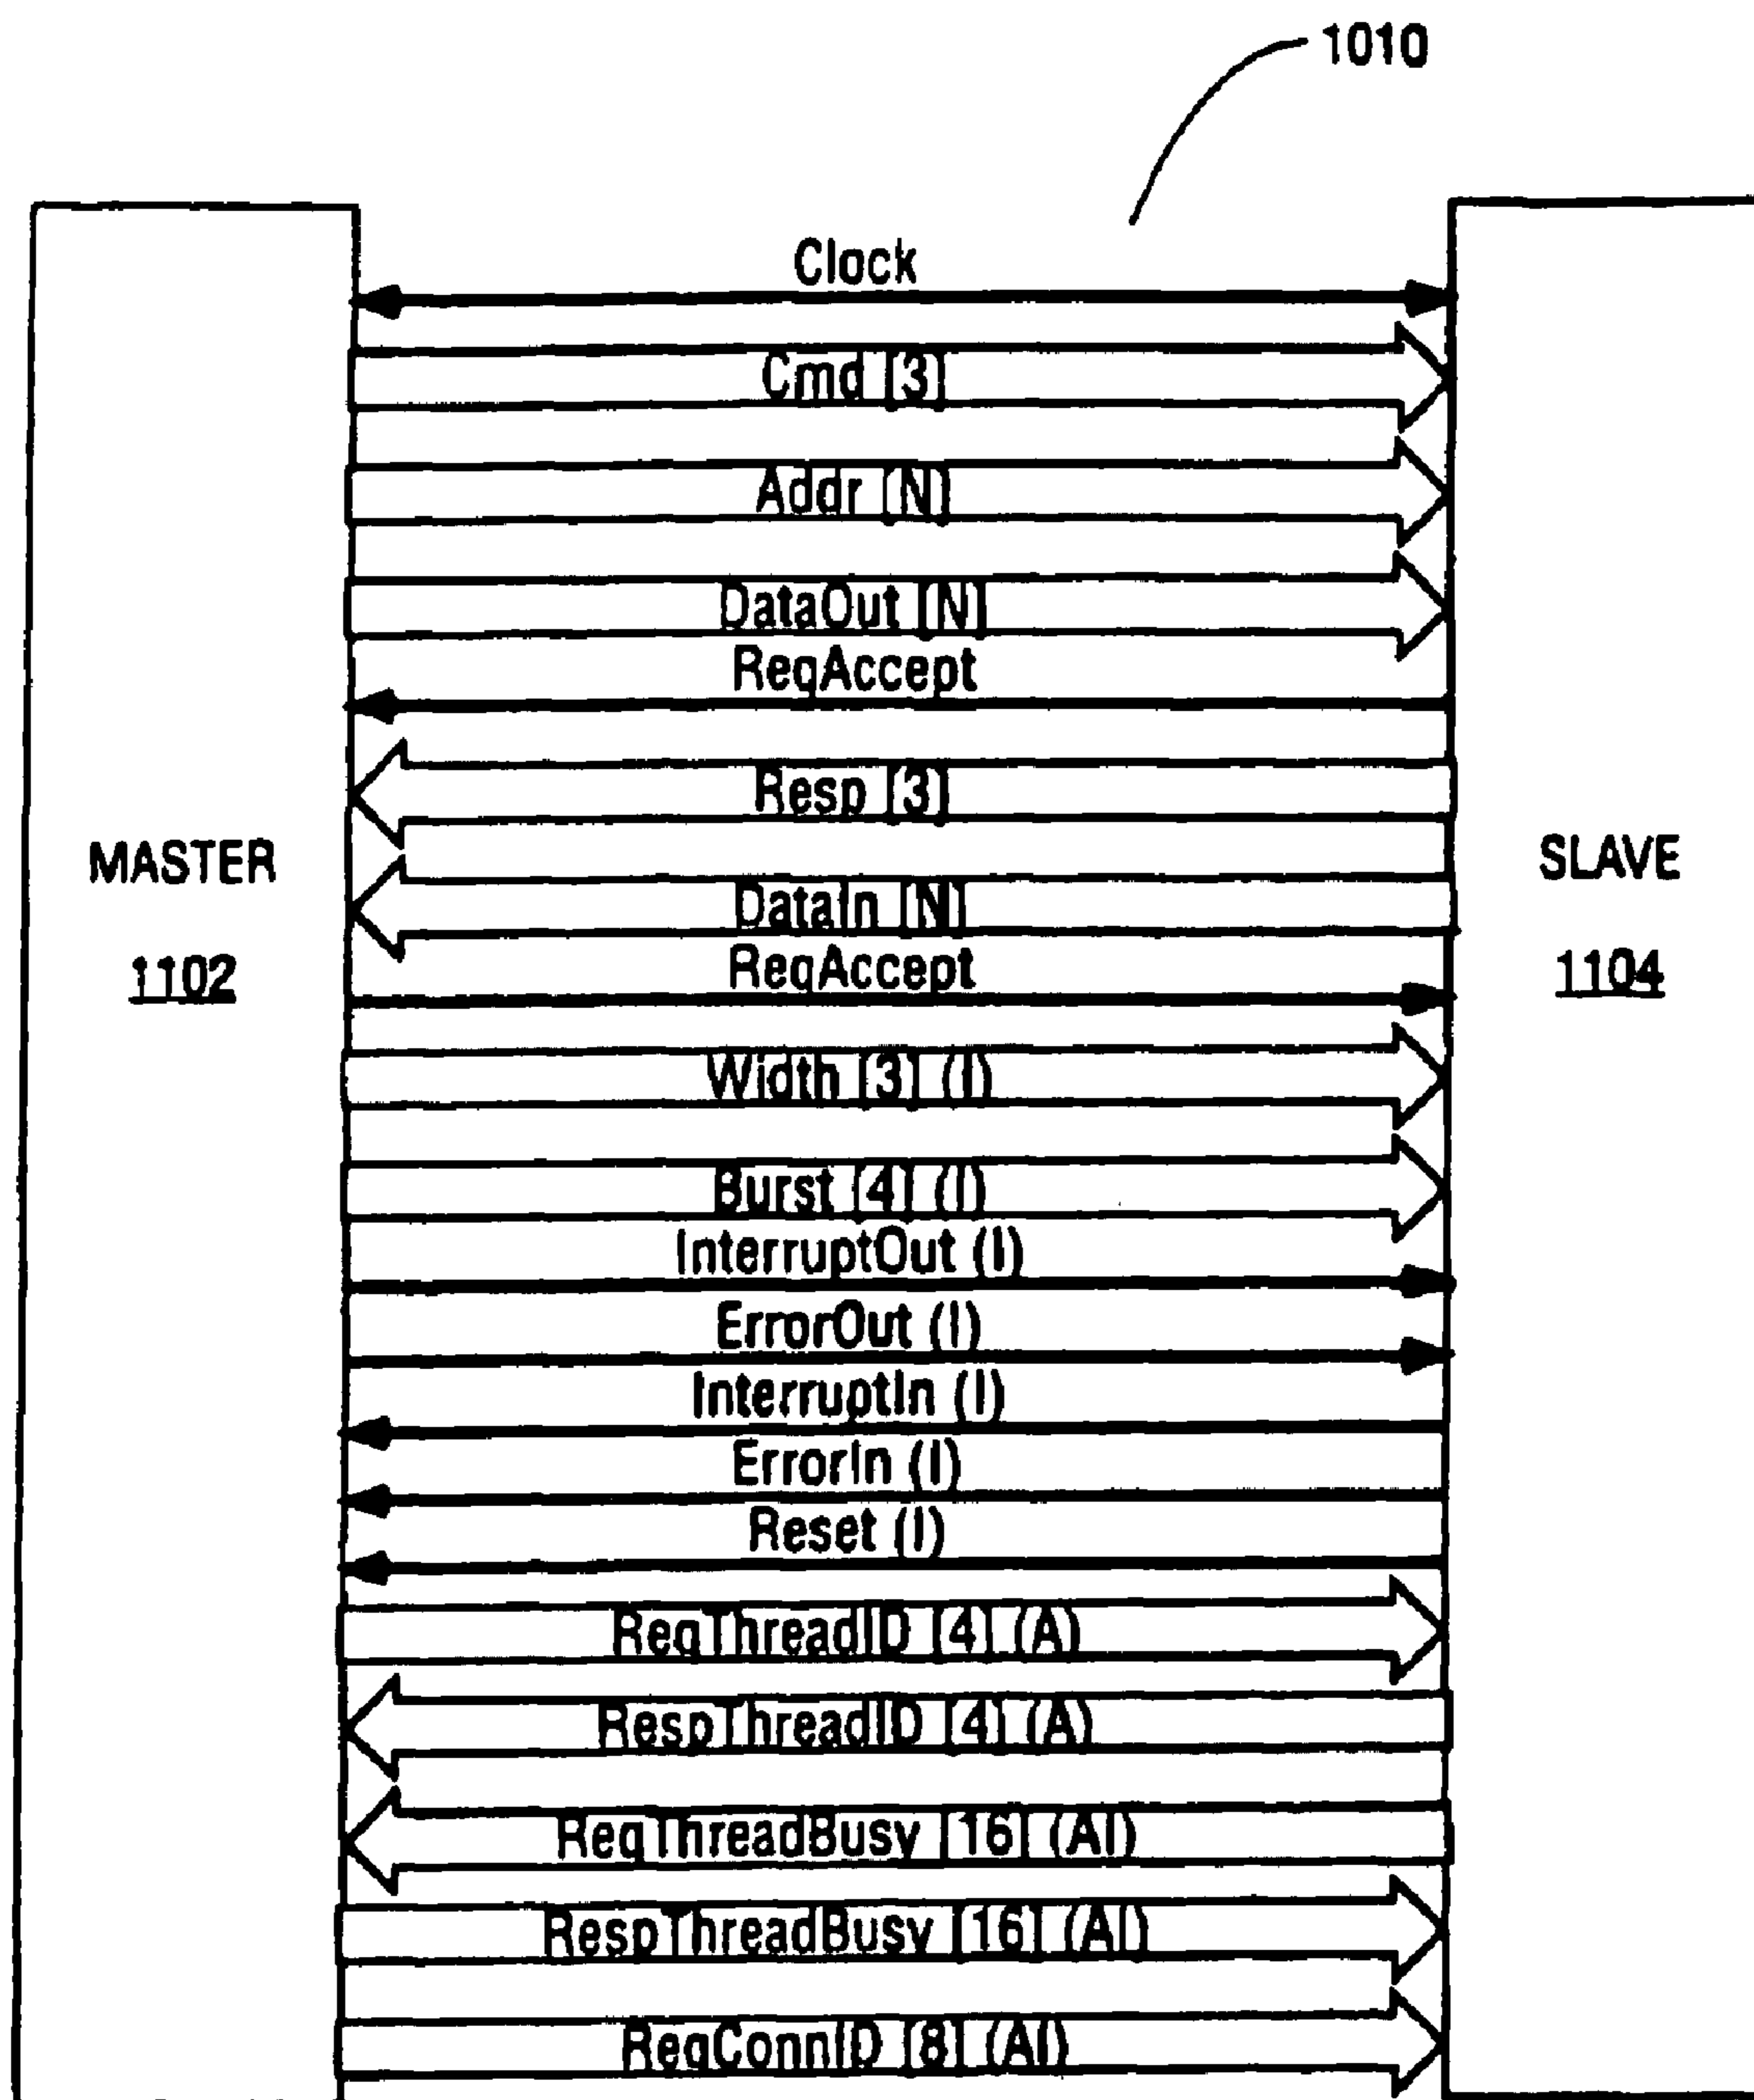 1010
Clock
Cmd [3]
Addr [N]
DataOut [N]
ReqAccept
Resp [3]
MASTER
SLAVE
DataIn [N]
1102
ReqAccept
1104
Width [3] (I)
Burst [4] (I)
InterruptOut (I)
ErrorOut (I)
InterruptIn (I)
ErrorIn (I)
Reset (I)
ReqThreadID [4] (A)
RespThreadID [4] (A)
ReqThreadBusy [16] (AI)
RespThreadBusy [16] (AI)
ReqConnID [8] (AI)